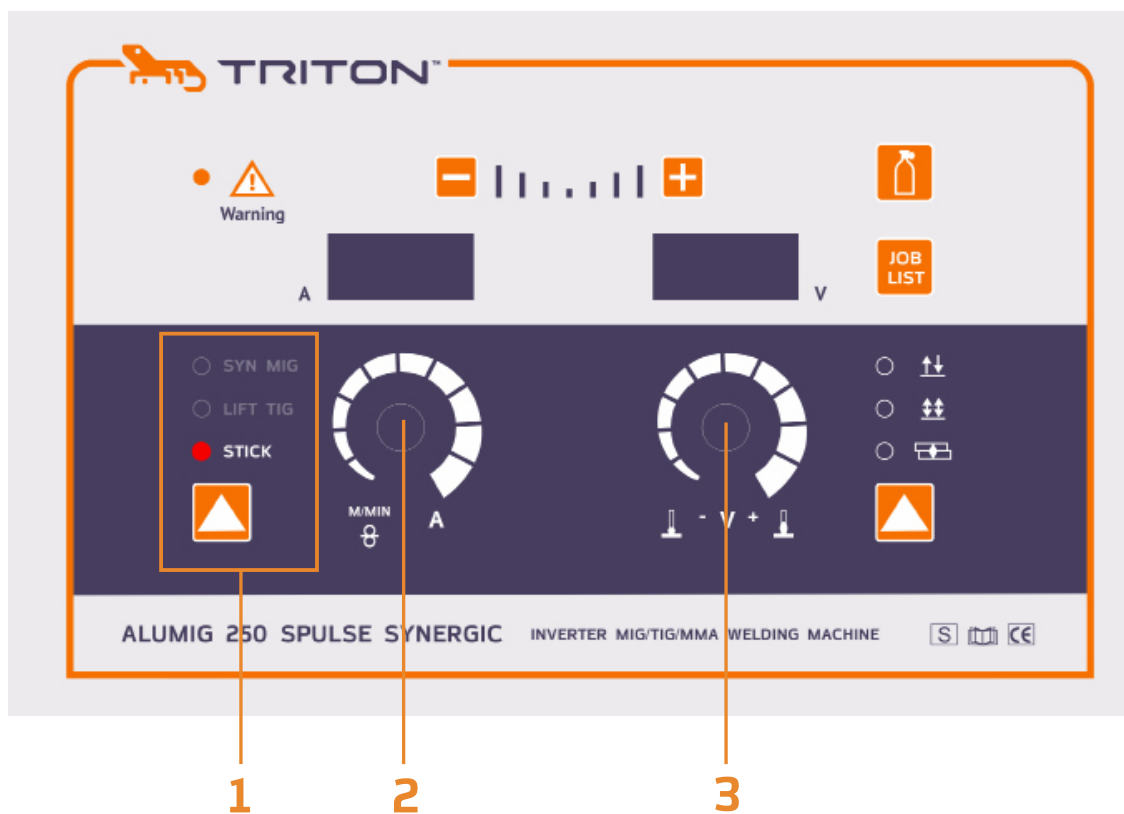 TRITON™
Warning
A
V
JOB
LIST
SYN MIG
LIFT TIG
STICK
M/MIN
A
- V +
ALUMIG 250 SPULSE SYNERGIC
INVERTER MIG/TIG/MMA WELDING MACHINE
S
CE
1
2
3